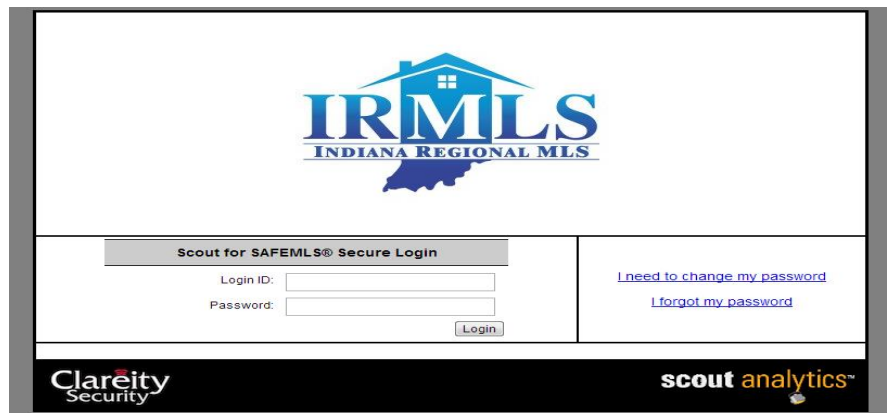 IRMLS
INDIANA REGIONAL MLS
Scout for SAFEMLS® Secure Login
Login ID:
Password:
Login
I need to change my password
I forgot my password
Clareity
Security
scout analytics™